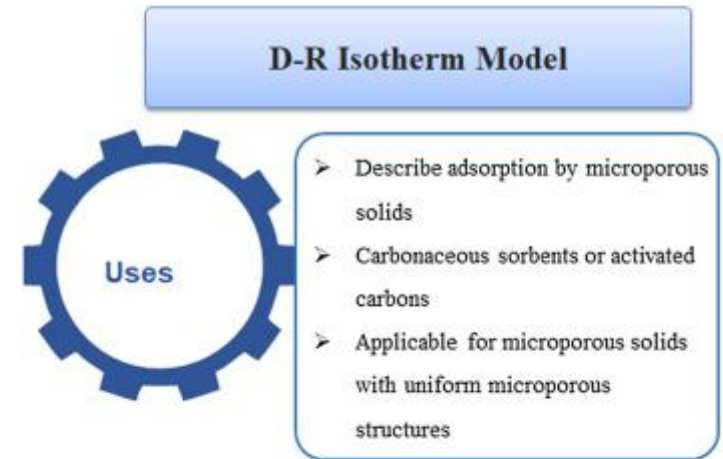 D-R Isotherm Model
Uses
➢ Describe adsorption by microporous
solids
➢ Carbonaceous sorbents or activated
carbons
➢ Applicable for microporous solids
with uniform microporous
structures